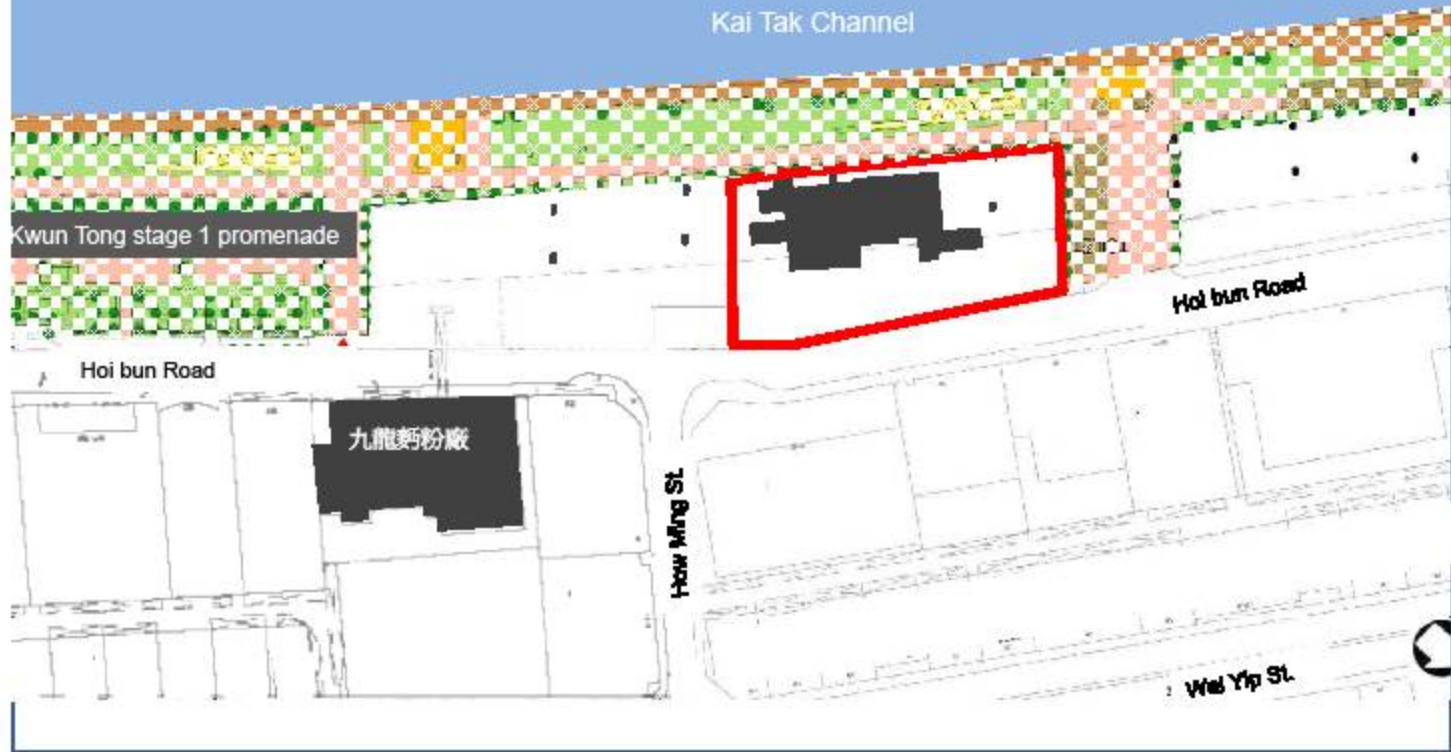 Kai Tak Channel
Kwun Tong stage 1 promenade
Hoi bun Road
Hoi bun Road
九龍麪粉廠
How Ming St.
Wai Yip St.